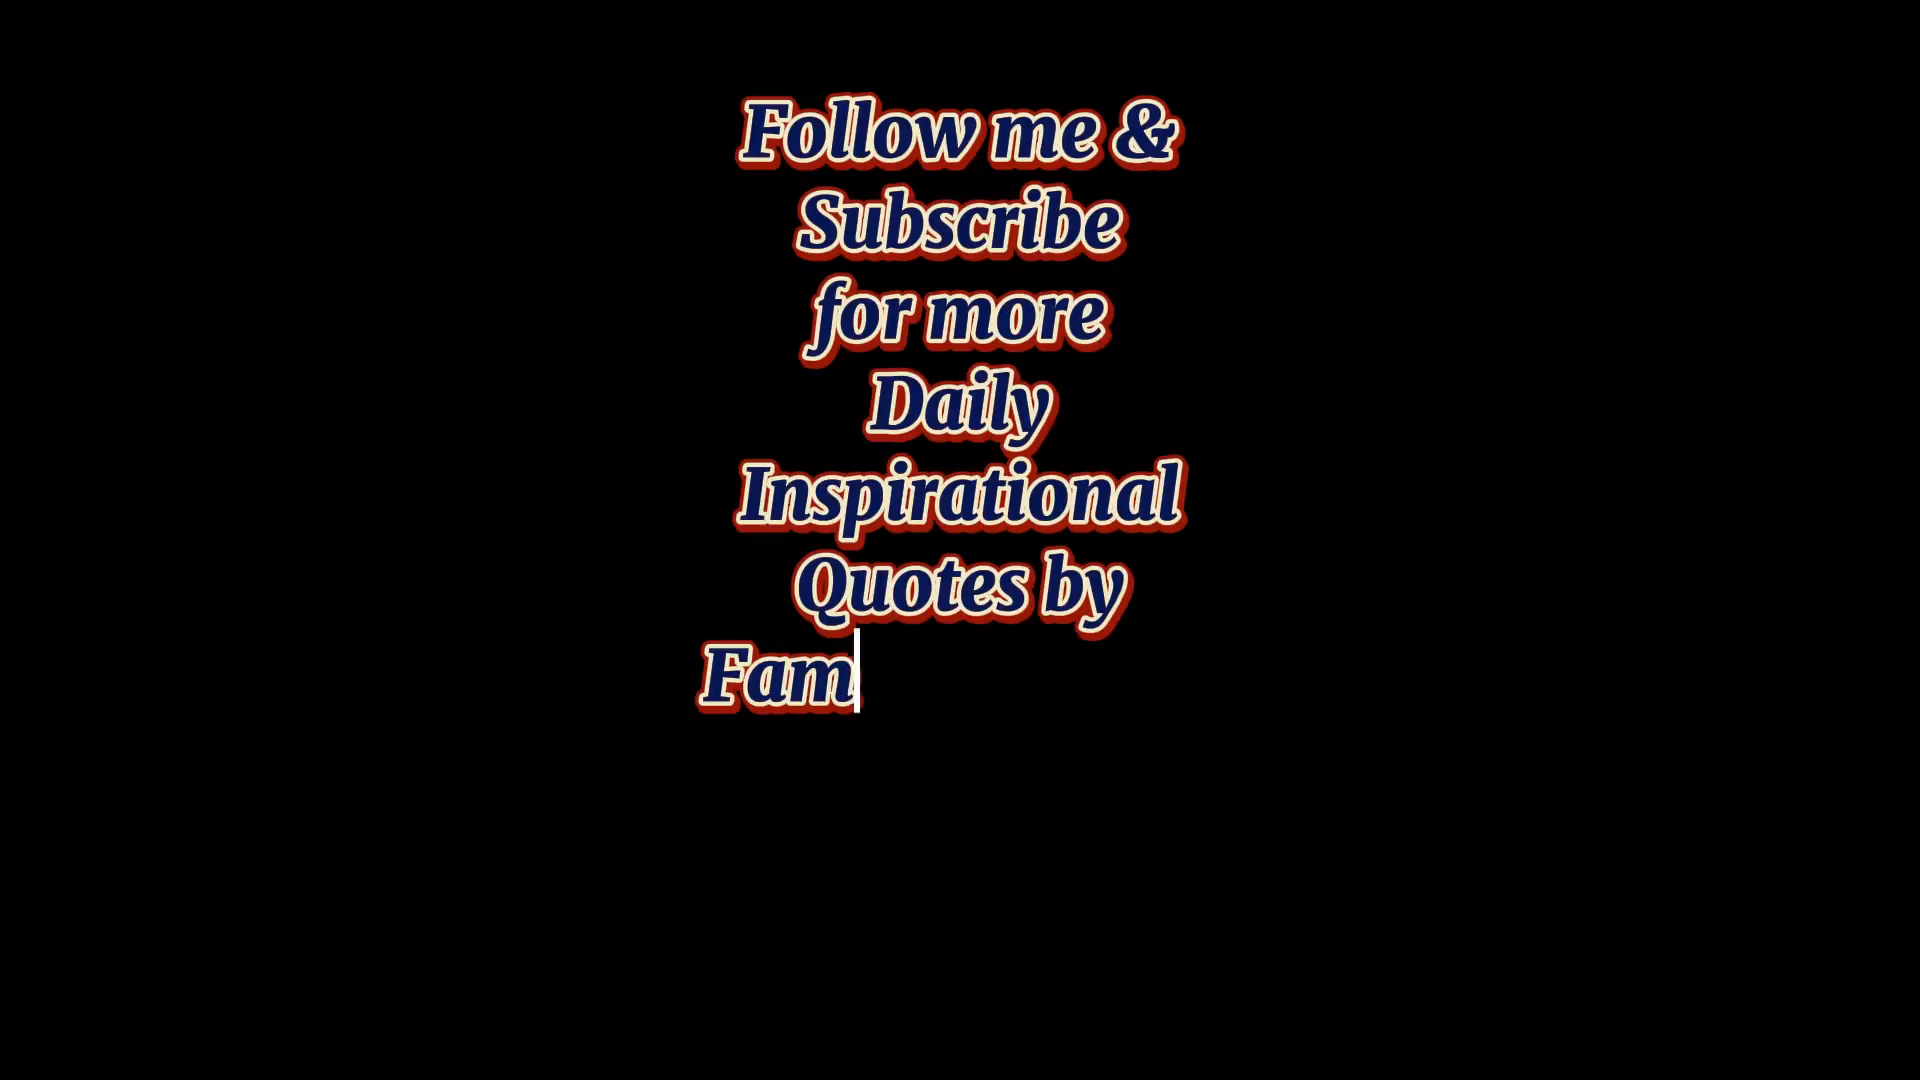 Follow me &
Subscribe
for more
Daily
Inspirational
Quotes by
Fam